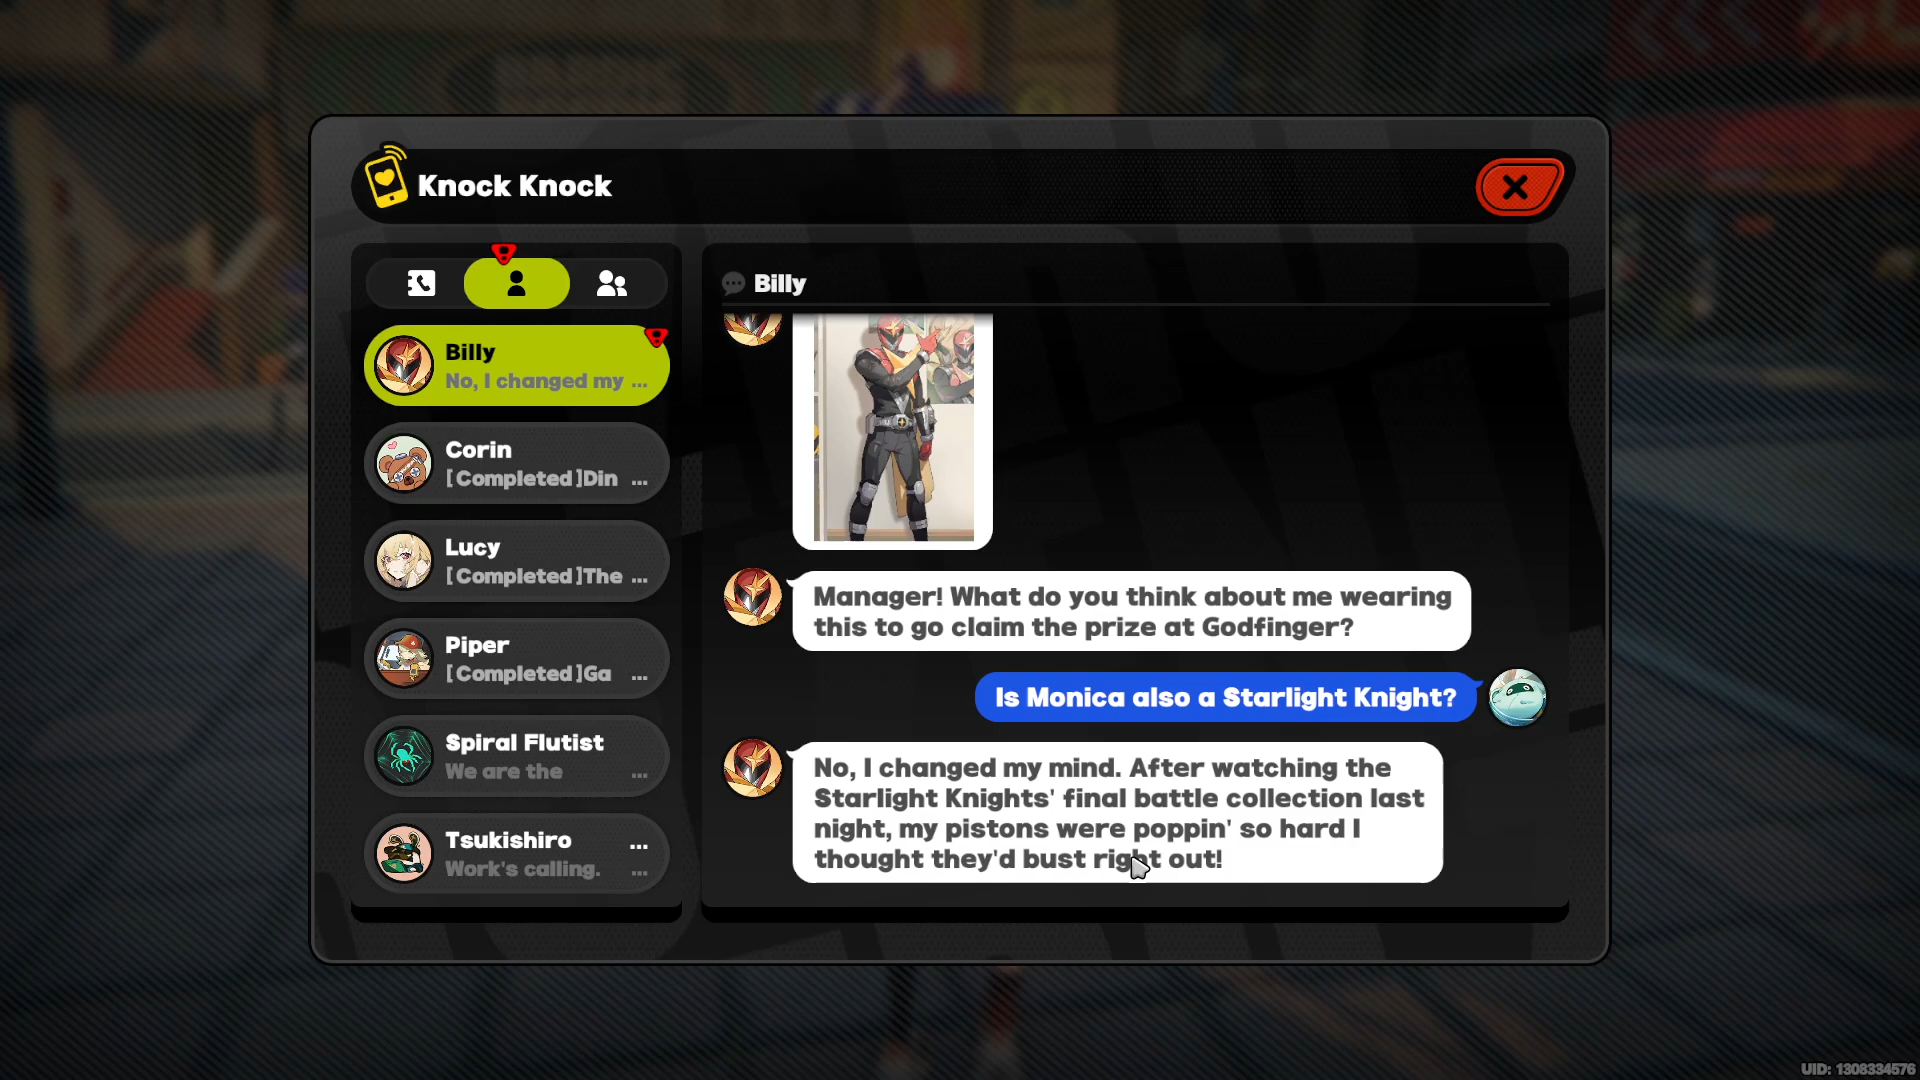 Knock Knock
Billy
No, I changed my ...
Corin
[Completed]Din ...
Lucy
[Completed]The ...
Piper
[Completed]Ga ...
Spiral Flutist
We are the ...
Tsukishiro ...
Work's calling. ...
Billy
Manager! What do you think about me wearing
this to go claim the prize at Godfinger?
Is Monica also a Starlight Knight?
No, I changed my mind. After watching the
Starlight Knights' final battle collection last
night, my pistons were poppin' so hard I
thought they'd bust right out!
UID: 1308334576